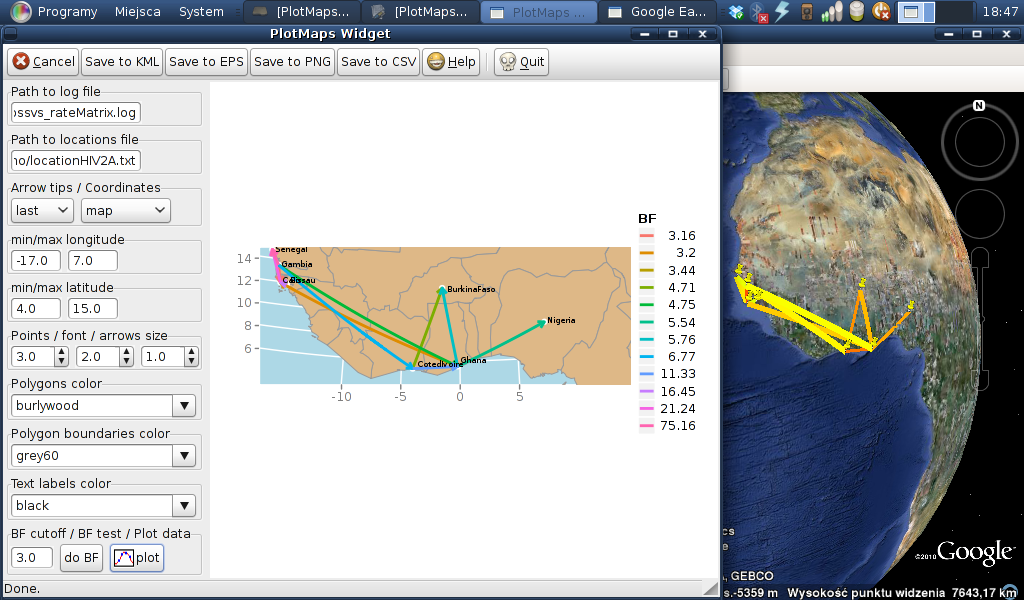 Programy Miejsca System [PlotMaps... [PlotMaps... PlotMaps ... Google Ea... 18:47
PlotMaps Widget
Cancel Save to KML Save to EPS Save to PNG Save to CSV Help Quit
Path to log file
ossvs_rateMatrix.log
Path to locations file
no/locationHIV2A.txt
Arrow tips / Coordinates
last map
min/max longitude
-17.0 7.0
min/max latitude
4.0 15.0
Points / font / arrows size
3.0 2.0 1.0
Polygons color
burlywood
Polygon boundaries color
grey60
Text labels color
black
BF cutoff / BF test / Plot data
3.0 do BF plot
Done.
14
12
10
8
6
-10 -5 0 5
Senegal
Gambia
Bissau
BurkinaFaso
Nigeria
Ghana
CotedIvoire
BF
3.16
3.2
3.44
4.71
4.75
5.54
5.76
6.77
11.33
16.45
21.24
75.16
N
©2010 Google™
, GEBCO
s.-5359 m Wysokość punktu widzenia 7643,17 km